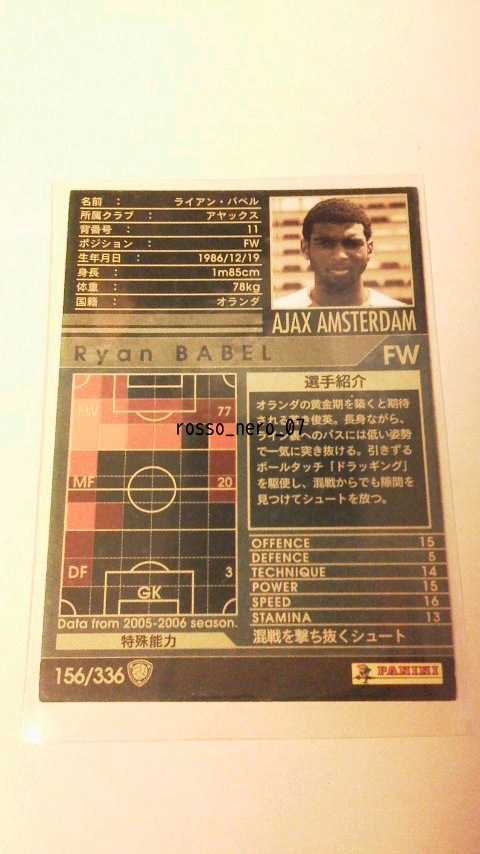 名前 : ライアン・バベル
所属クラブ : アヤックス
背番号 : 11
ポジション : FW
生年月日 : 1986/12/19
身長 : 1m85cm
体重 : 78kg
国籍 : オランダ
AJAX AMSTERDAM
Ryan BABEL
FW
FW 77
MF 20
DF 3
GK
Data from 2005-2006 season.
特殊能力
選手紹介
オランダの黄金期を築くと期待
される 俊英。長身ながら、
へのパスには低い姿勢
で一気に突き抜ける。引きずる
ボールタッチ「ドラッギング」
を駆使し、混戦からでも隙間を
見つけてシュートを放つ。
rosso_nero_07
OFFENCE 15
DEFENCE 5
TECHNIQUE 14
POWER 15
SPEED 16
STAMINA 13
混戦を撃ち抜くシュート
156/336
PANINI